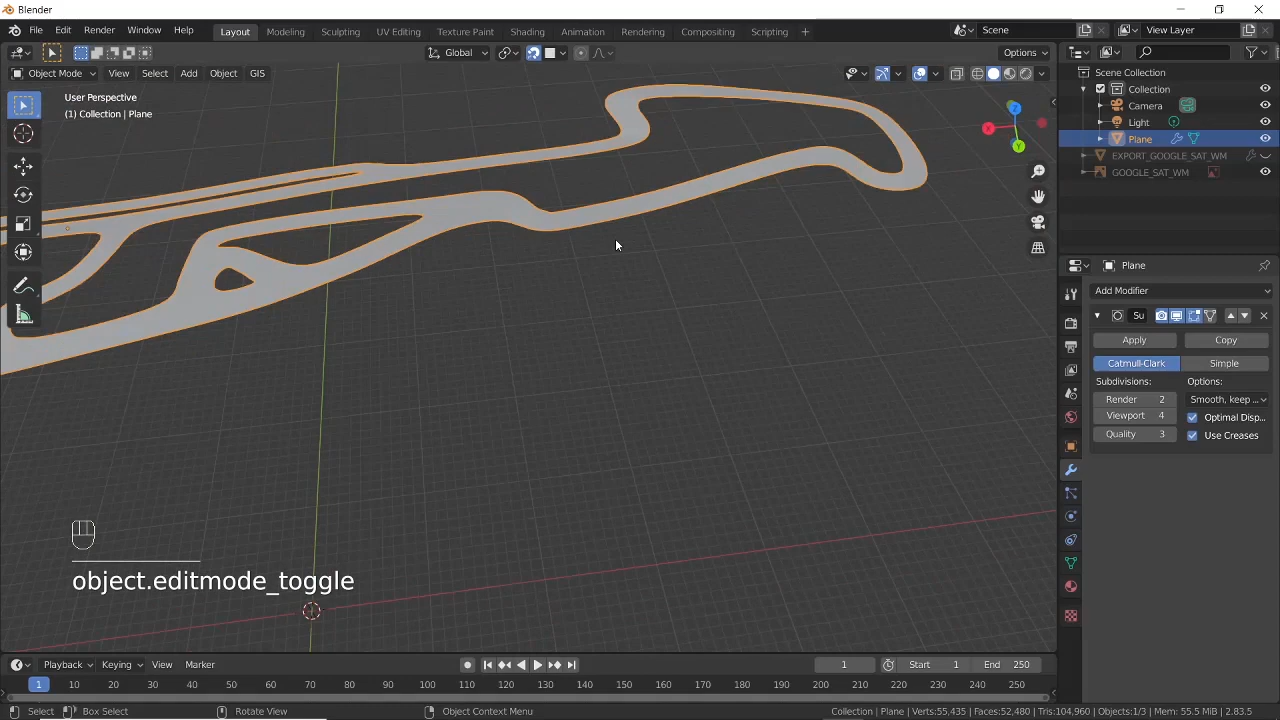 Blender
File Edit Render Window Help
Layout Modeling Sculpting UV Editing Texture Paint Shading Animation Rendering Compositing Scripting +
Scene
View Layer
Global
Options
Object Mode View Select Add Object GIS
User Perspective
(1) Collection | Plane
X
Y
Z
Scene Collection
Collection
Camera
Light
Plane
EXPORT_GOOGLE_SAT_WM
GOOGLE_SAT_WM
Plane
Add Modifier
Su
Apply Copy
Catmull-Clark Simple
Subdivisions: Options:
Render 2 Smooth, keep ...
Viewport 4 Optimal Disp...
Quality 3 Use Creases
object.editmode_toggle
Playback Keying View Marker
1 Start 1 End 250
1 10 20 30 40 50 60 70 80 90 100 110 120 130 140 150 160 170 180 190 200 210 220 230 240 250
Select Box Select Rotate View Object Context Menu
Collection | Plane | Verts:55,435 | Faces:52,480 | Tris:104,960 | Objects:1/3 | Mem: 55.5 MiB | 2.83.5